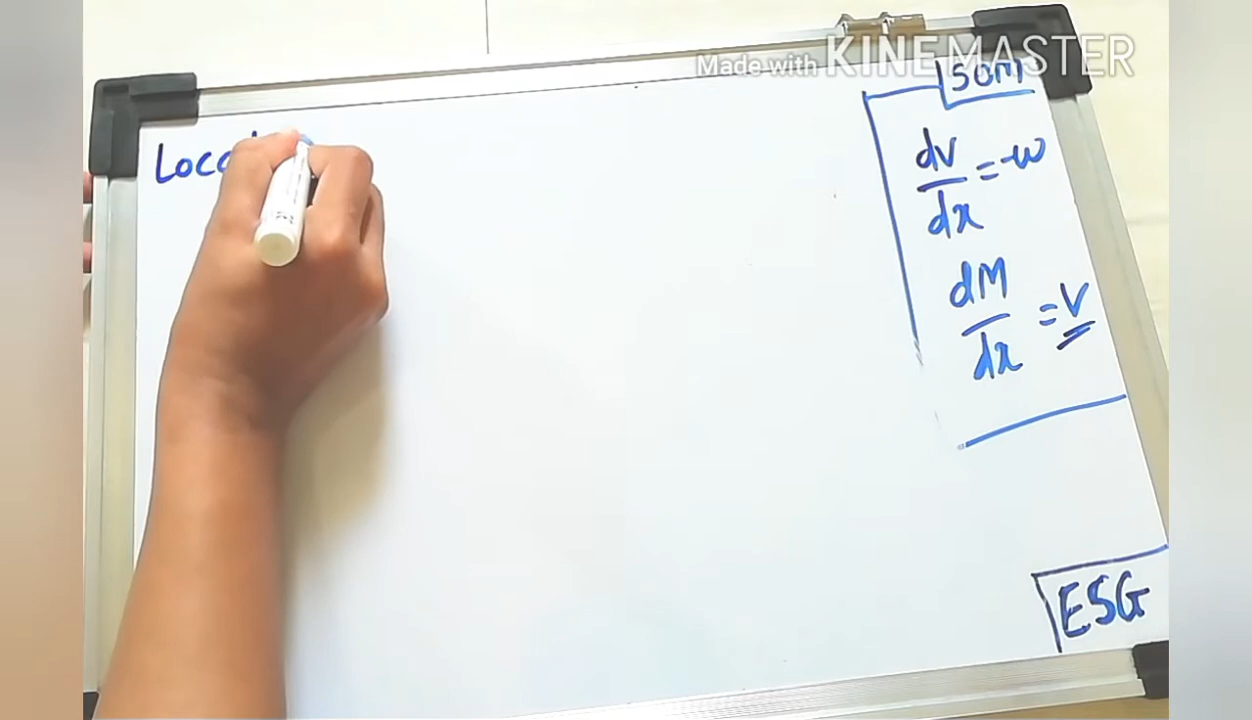 Made with KINEMASTER
SOM
dV/dx = -w
dM/dx = V
ESG